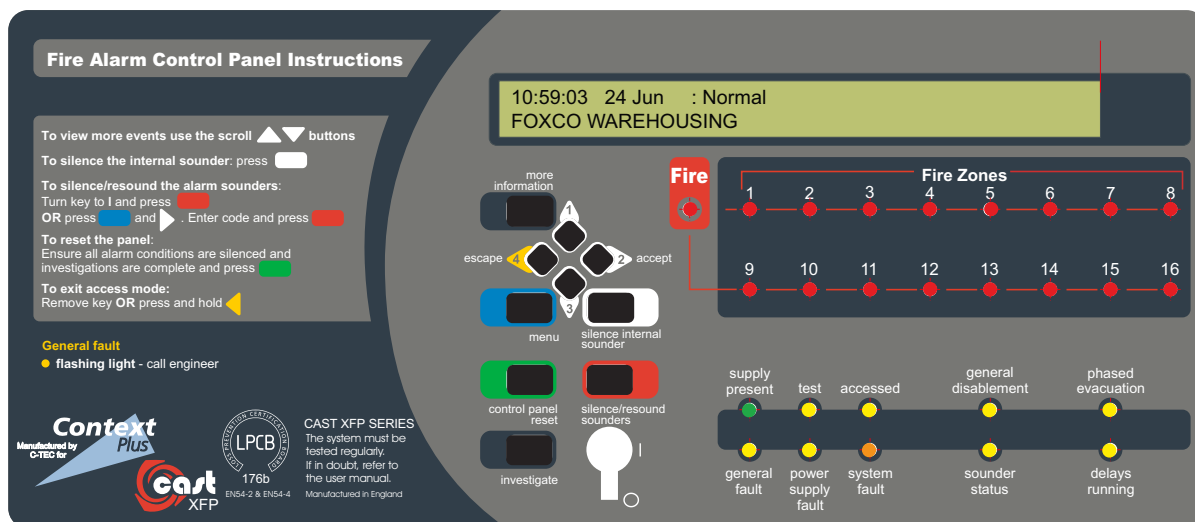 Fire Alarm Control Panel Instructions
To view more events use the scroll buttons
To silence the internal sounder: press
To silence/resound the alarm sounders:
Turn key to I and press
OR press and . Enter code and press
To reset the panel:
Ensure all alarm conditions are silenced and
investigations are complete and press
To exit access mode:
Remove key OR press and hold
General fault
flashing light - call engineer
Context
Plus
Manufactured by
C-TEC for
cast
XFP
LOSS PREVENTION CERTIFICATION BOARD
LPCB
176b
EN54-2 & EN54-4
CAST XFP SERIES
The system must be
tested regularly.
If in doubt, refer to
the user manual.
Manufactured in England
10:59:03 24 Jun : Normal
FOXCO WAREHOUSING
more
information
1
escape 4
2 accept
3
menu
silence internal
sounder
control panel
reset
silence/resound
sounders
investigate
Fire
Fire Zones
1 2 3 4 5 6 7 8
9 10 11 12 13 14 15 16
supply
present
test
accessed
general
disablement
phased
evacuation
general
fault
power
supply
fault
system
fault
sounder
status
delays
running